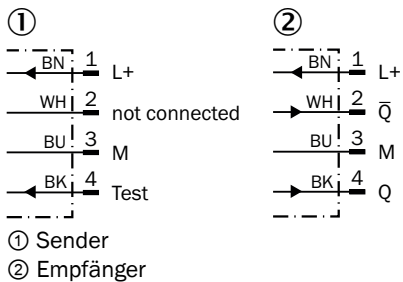 ① ②
BN 1 L+ BN 1 L+
WH 2 not connected WH 2 Q̅
BU 3 M BU 3 M
BK 4 Test BK 4 Q
① Sender
② Empfänger